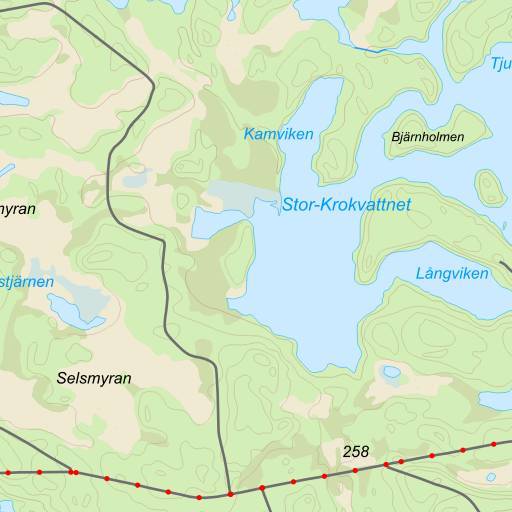 Tju
Kamviken
Bjärnholmen
myran
Stor-Krokvattnet
Långviken
stjärnen
Selsmyran
258